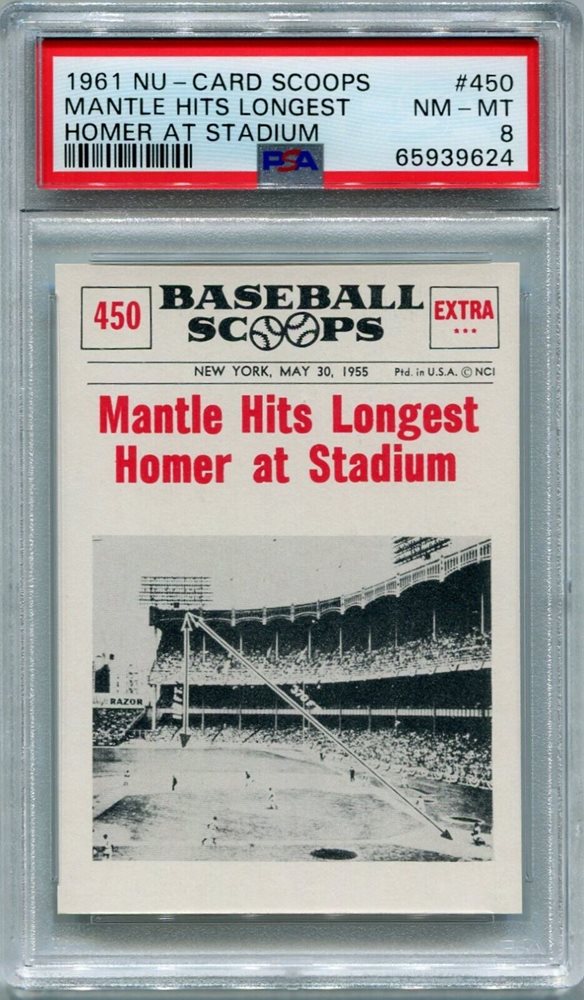 1961 NU-CARD SCOOPS #450
MANTLE HITS LONGEST NM-MT
HOMER AT STADIUM 8
PSA 65939624
450 BASEBALL SCOOPS EXTRA
NEW YORK, MAY 30, 1955 Ptd. in U.S.A. © NCI
Mantle Hits Longest
Homer at Stadium
RAZOR